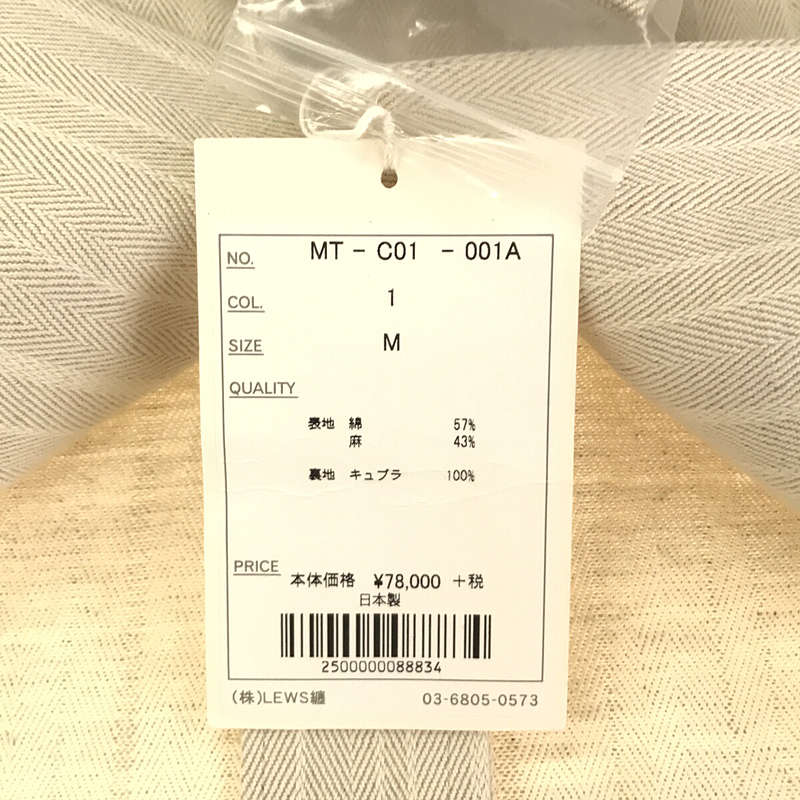 NO. MT - C01 - 001A
COL. 1
SIZE M
QUALITY
表地 綿 57%
麻 43%
裏地 キュプラ 100%
PRICE 本体価格 ¥78,000 +税
日本製
2500000088834
(株)LEWS纏 03-6805-0573